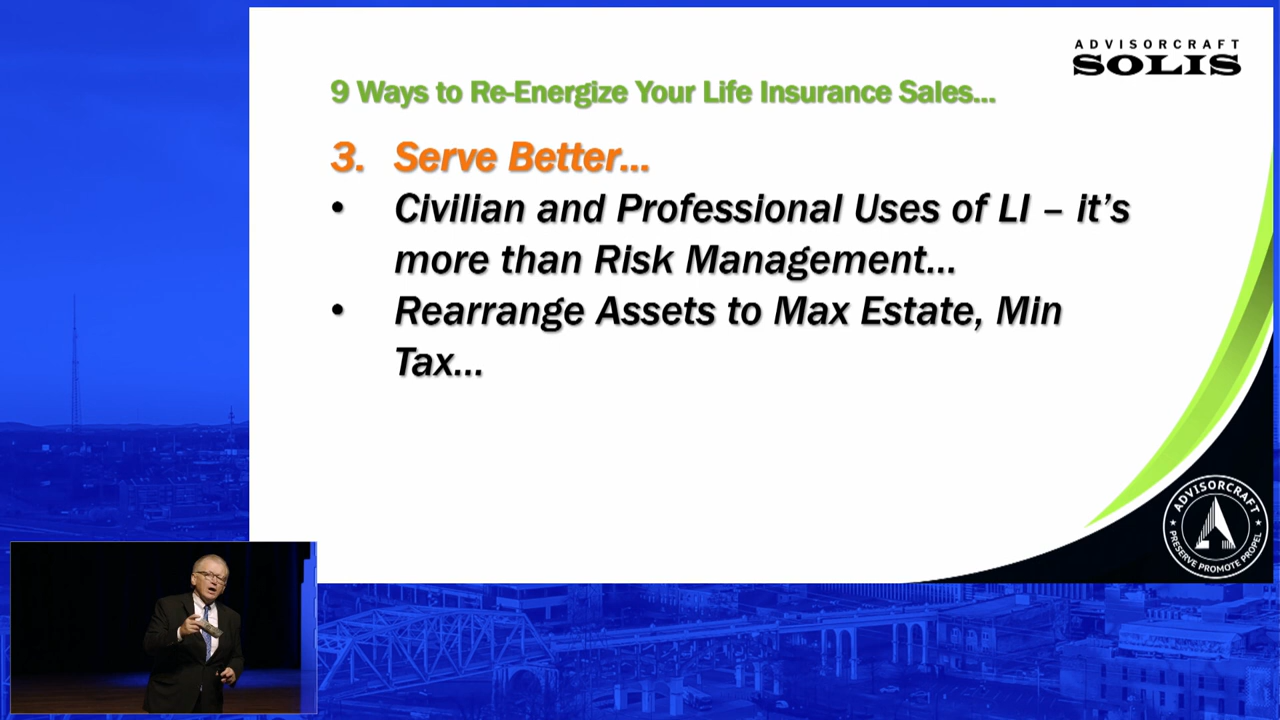 ADVISORCRAFT
SOLIS
9 Ways to Re-Energize Your Life Insurance Sales...
3. Serve Better...
• Civilian and Professional Uses of LI – it's
more than Risk Management...
• Rearrange Assets to Max Estate, Min
Tax...
ADVISORCRAFT
★ PRESERVE PROMOTE PROPEL ★